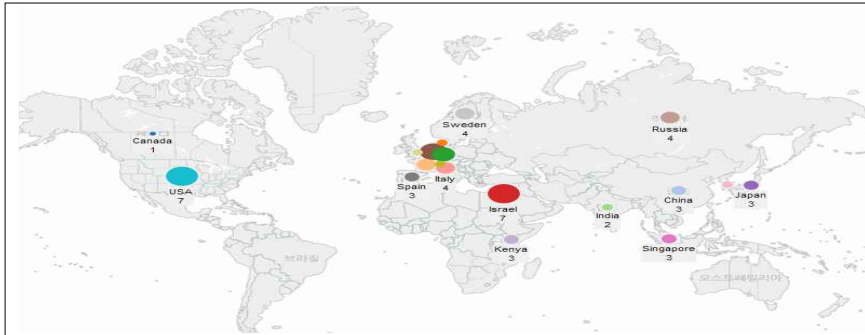 Sweden
4
Russia
4
Canada
1
USA
7
Spain
3
Italy
4
Israel
7
India
2
China
3
Japan
3
Kenya
3
Singapore
3
브라질
오스트레일리아